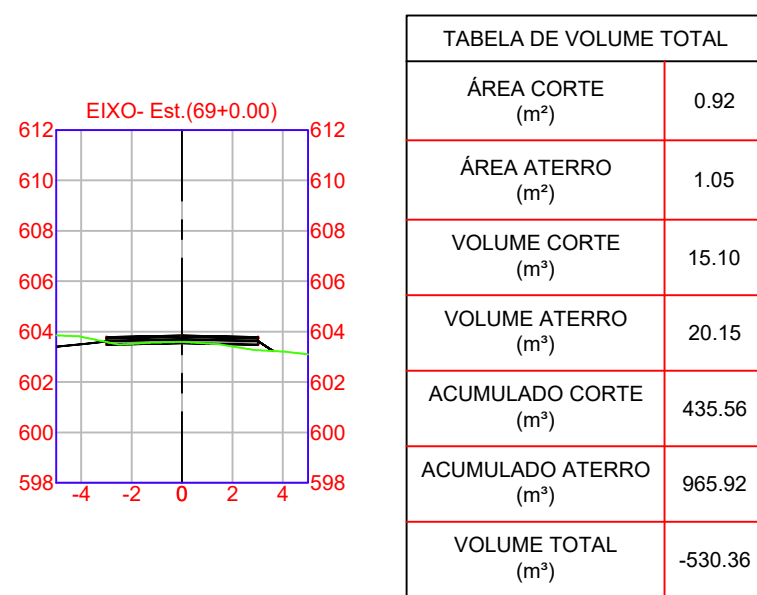 EIXO- Est.(69+0.00)
612 612
610 610
608 608
606 606
604 604
602 602
600 600
598 598
-4 -2 0 2 4
TABELA DE VOLUME TOTAL
ÁREA CORTE
(m²)
0.92
ÁREA ATERRO
(m²)
1.05
VOLUME CORTE
(m³)
15.10
VOLUME ATERRO
(m³)
20.15
ACUMULADO CORTE
(m³)
435.56
ACUMULADO ATERRO
(m³)
965.92
VOLUME TOTAL
(m³)
-530.36